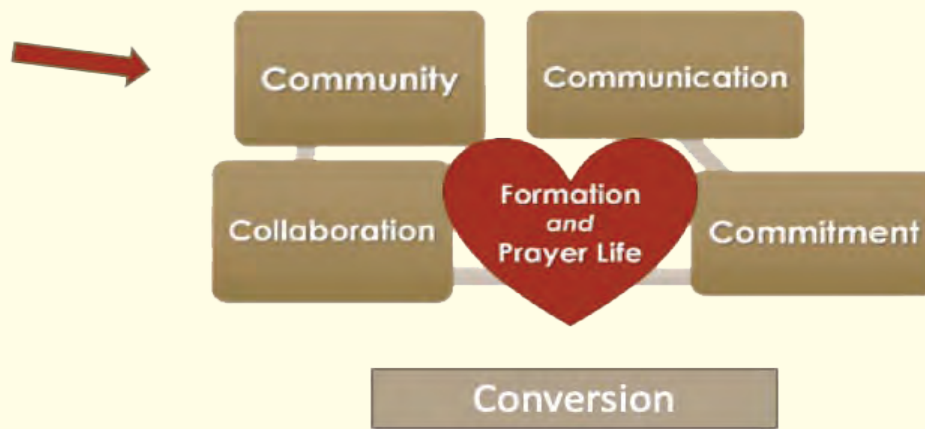 Community
Communication
Collaboration
Formation
and
Prayer Life
Commitment
Conversion